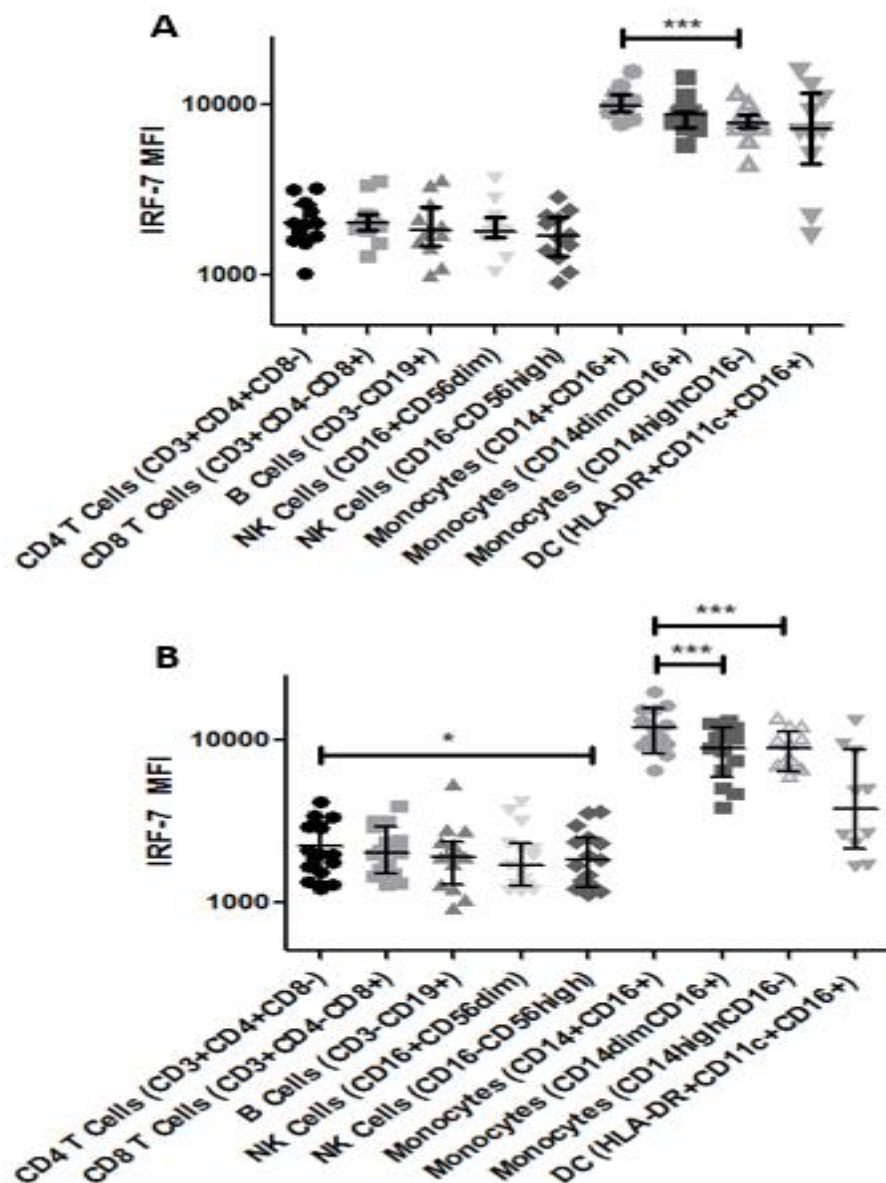 A
***
IRF-7 MFI
10000
1000
CD4 T Cells (CD3+CD4+CD8-)
CD8 T Cells (CD3+CD4-CD8+)
B Cells (CD3-CD19+)
NK Cells (CD16+CD56dim)
NK Cells (CD16-CD56high)
Monocytes (CD14+CD16+)
Monocytes (CD14dimCD16+)
Monocytes (CD14highCD16-)
DC (HLA-DR+CD11c+CD16+)
B
***
***
*
IRF-7 MFI
10000
1000
CD4 T Cells (CD3+CD4+CD8-)
CD8 T Cells (CD3+CD4-CD8+)
B Cells (CD3-CD19+)
NK Cells (CD16+CD56dim)
NK Cells (CD16-CD56high)
Monocytes (CD14+CD16+)
Monocytes (CD14dimCD16+)
Monocytes (CD14highCD16-)
DC (HLA-DR+CD11c+CD16+)